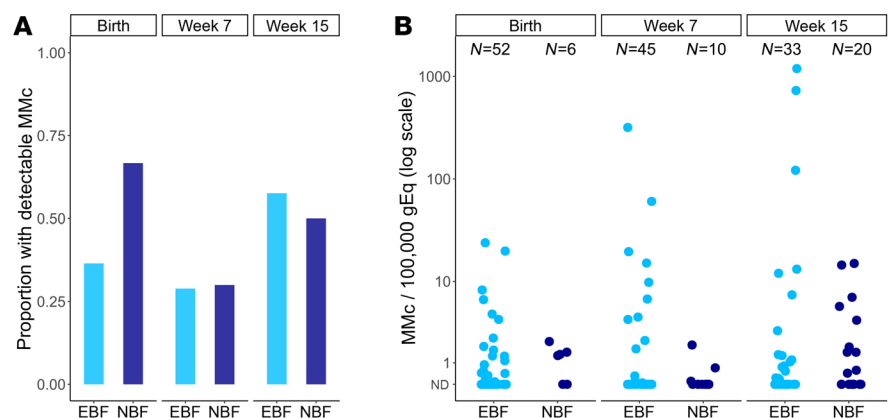 A
Birth
Week 7
Week 15
Proportion with detectable MMc
1.00
0.75
0.50
0.25
0.00
EBF NBF EBF NBF EBF NBF
B
Birth
Week 7
Week 15
N=52 N=6 N=45 N=10 N=33 N=20
MMc / 100,000 gEq (log scale)
1000
100
10
1
ND
EBF NBF EBF NBF EBF NBF